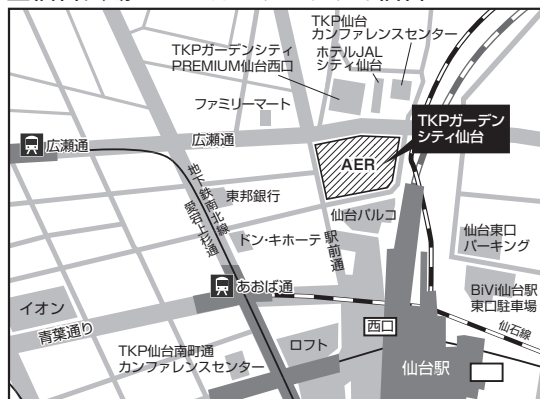 TKP仙台
カンファレンスセンター
TKPガーデンシティ
PREMIUM仙台西口
ホテルJAL
シティ仙台
ファミリーマート
TKPガーデン
シティ仙台
広瀬通
広瀬通
AER
地下鉄南北線
愛宕上杉通
東邦銀行
仙台パルコ
ドン・キホーテ
駅前通
仙台東口
パーキング
あおば通
BiVi仙台駅
東口駐車場
イオン
青葉通り
西口
仙石線
ロフト
TKP仙台南町通
カンファレンスセンター
仙台駅